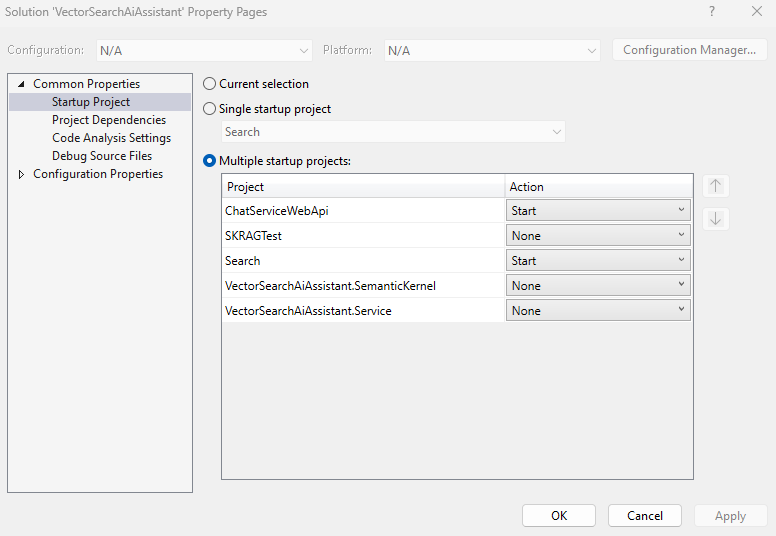 Solution 'VectorSearchAiAssistant' Property Pages
?
Configuration: N/A Platform: N/A Configuration Manager...
Common Properties
Startup Project
Project Dependencies
Code Analysis Settings
Debug Source Files
Configuration Properties
Current selection
Single startup project
Search
Multiple startup projects:
Project Action
ChatServiceWebApi Start
SKRAGTest None
Search Start
VectorSearchAiAssistant.SemanticKernel None
VectorSearchAiAssistant.Service None
OK Cancel Apply